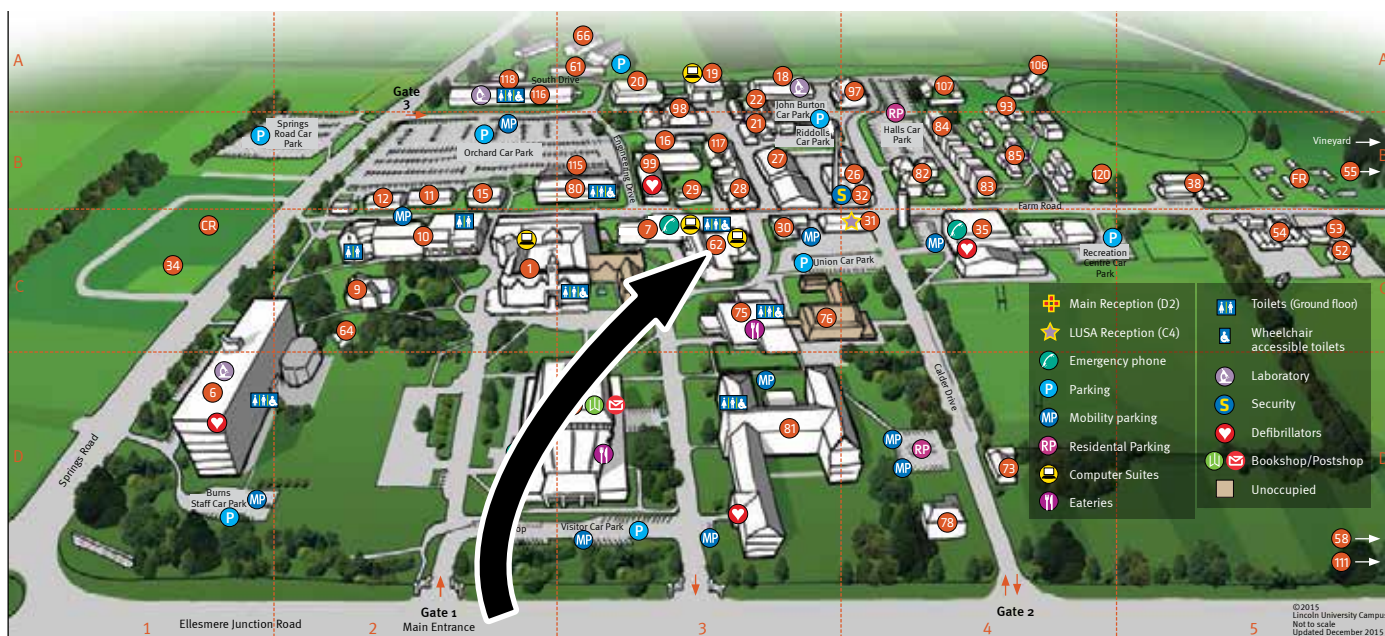 66
A
A
118
61
South Drive
20
19
18
106
116
107
97
Gate
3
98
22
John Burton
Car Park
93
MP
P
RP
21
Riddolls
Car Park
Halls Car
Park
84
Springs
Road Car
Park
P
P
Orchard Car Park
Engineering Drive
16
117
Vineyard
B
B
115
99
27
85
55
12
11
15
80
29
28
26
82
83
120
38
FR
S
32
Farm Road
CR
MP
7
30
31
35
54
53
10
62
MP
MP
P
52
34
1
P
Union Car Park
Recreation
Centre Car
Park
C
9
75
76
64
Main Reception (D2)
LUSA Reception (C4)
Emergency phone
P
Parking
MP
Mobility parking
RP
Residental Parking
Computer Suites
Eateries
Toilets (Ground floor)
Wheelchair
accessible toilets
Laboratory
S
Security
Defibrillators
Bookshop/Postshop
Unoccupied
6
MP
81
Calder Drive
MP
RP
MP
D
D
Springs Road
73
Burns
Staff Car Park
MP
P
78
op
Visitor Car Park
P
MP
MP
58
111
Gate 1
Main Entrance
Gate 2
1
Ellesmere Junction Road
2
3
4
5
©2015
Lincoln University Campus
Not to scale
Updated December 2015